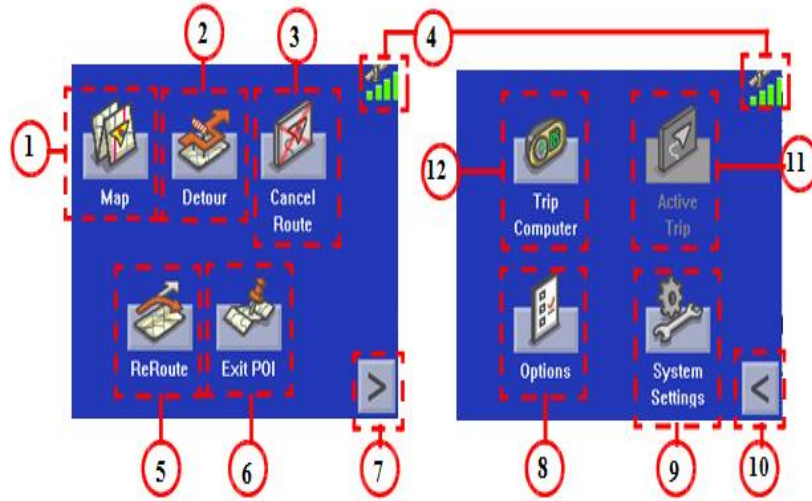 2
3
4
1
12
11
Map
Detour
Cancel
Route
Trip
Computer
Active
Trip
ReRoute
Exit POI
>
Options
System
Settings
<
5
6
7
8
9
10